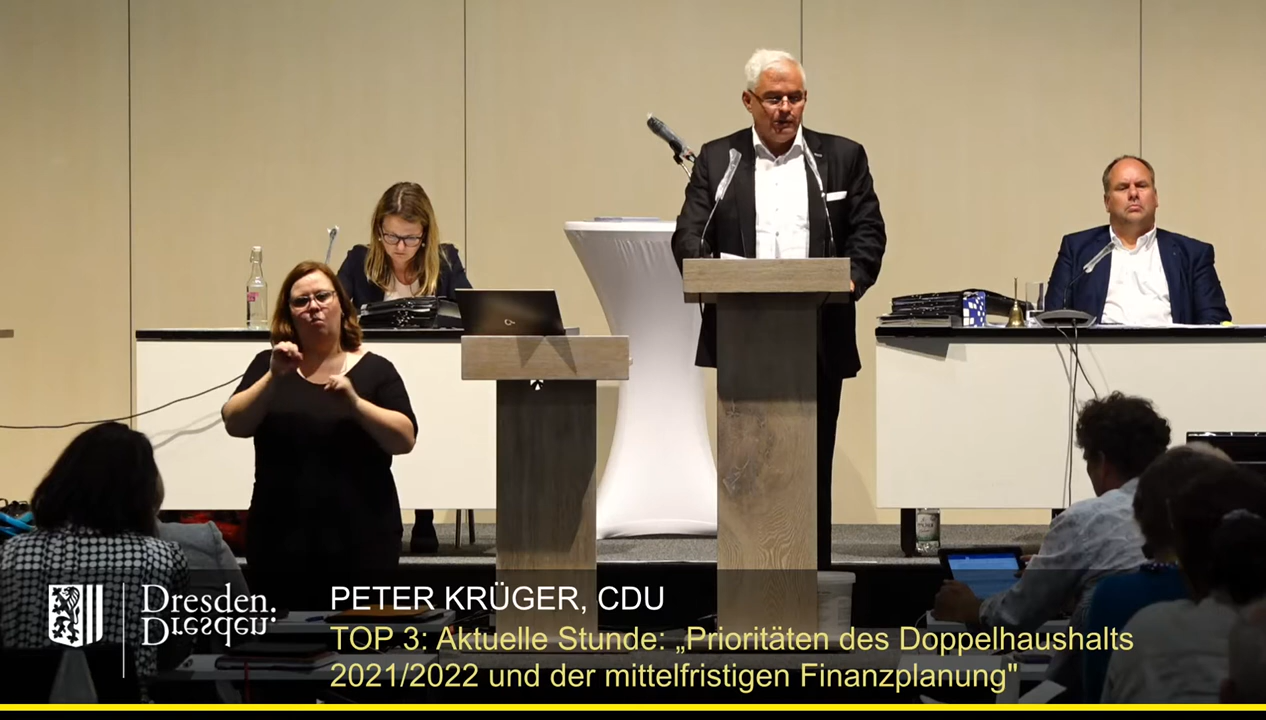 Dresden.
Dresden.
PETER KRÜGER, CDU
TOP 3: Aktuelle Stunde: „Prioritäten des Doppelhaushalts
2021/2022 und der mittelfristigen Finanzplanung"